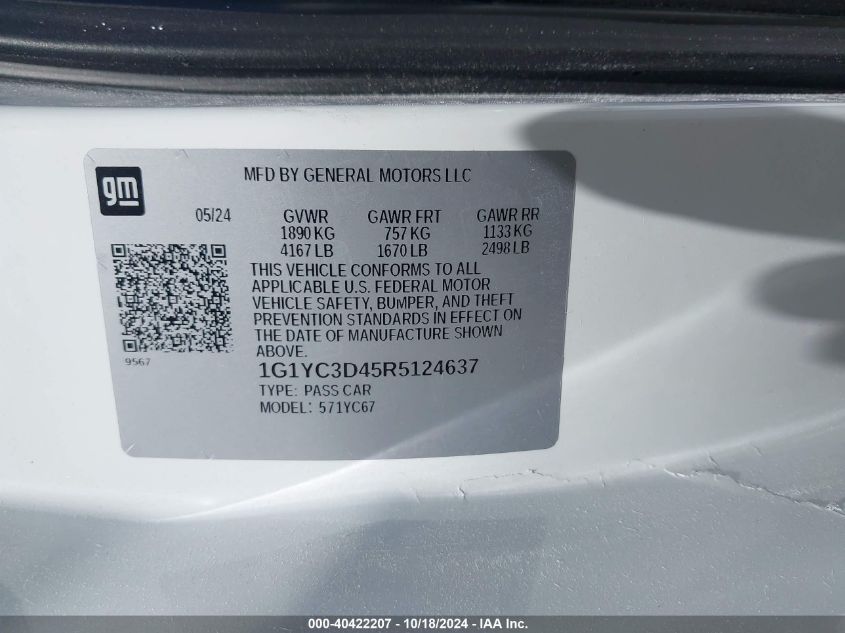 gm
MFD BY GENERAL MOTORS LLC
05/24 GVWR GAWR FRT GAWR RR
1890 KG 757 KG 1133 KG
4167 LB 1670 LB 2498 LB
THIS VEHICLE CONFORMS TO ALL
APPLICABLE U.S. FEDERAL MOTOR
VEHICLE SAFETY, BUMPER, AND THEFT
PREVENTION STANDARDS IN EFFECT ON
THE DATE OF MANUFACTURE SHOWN
ABOVE.
9567
1G1YC3D45R5124637
TYPE: PASS CAR
MODEL: 571YC67
000-40422207 - 10/18/2024 - IAA Inc.